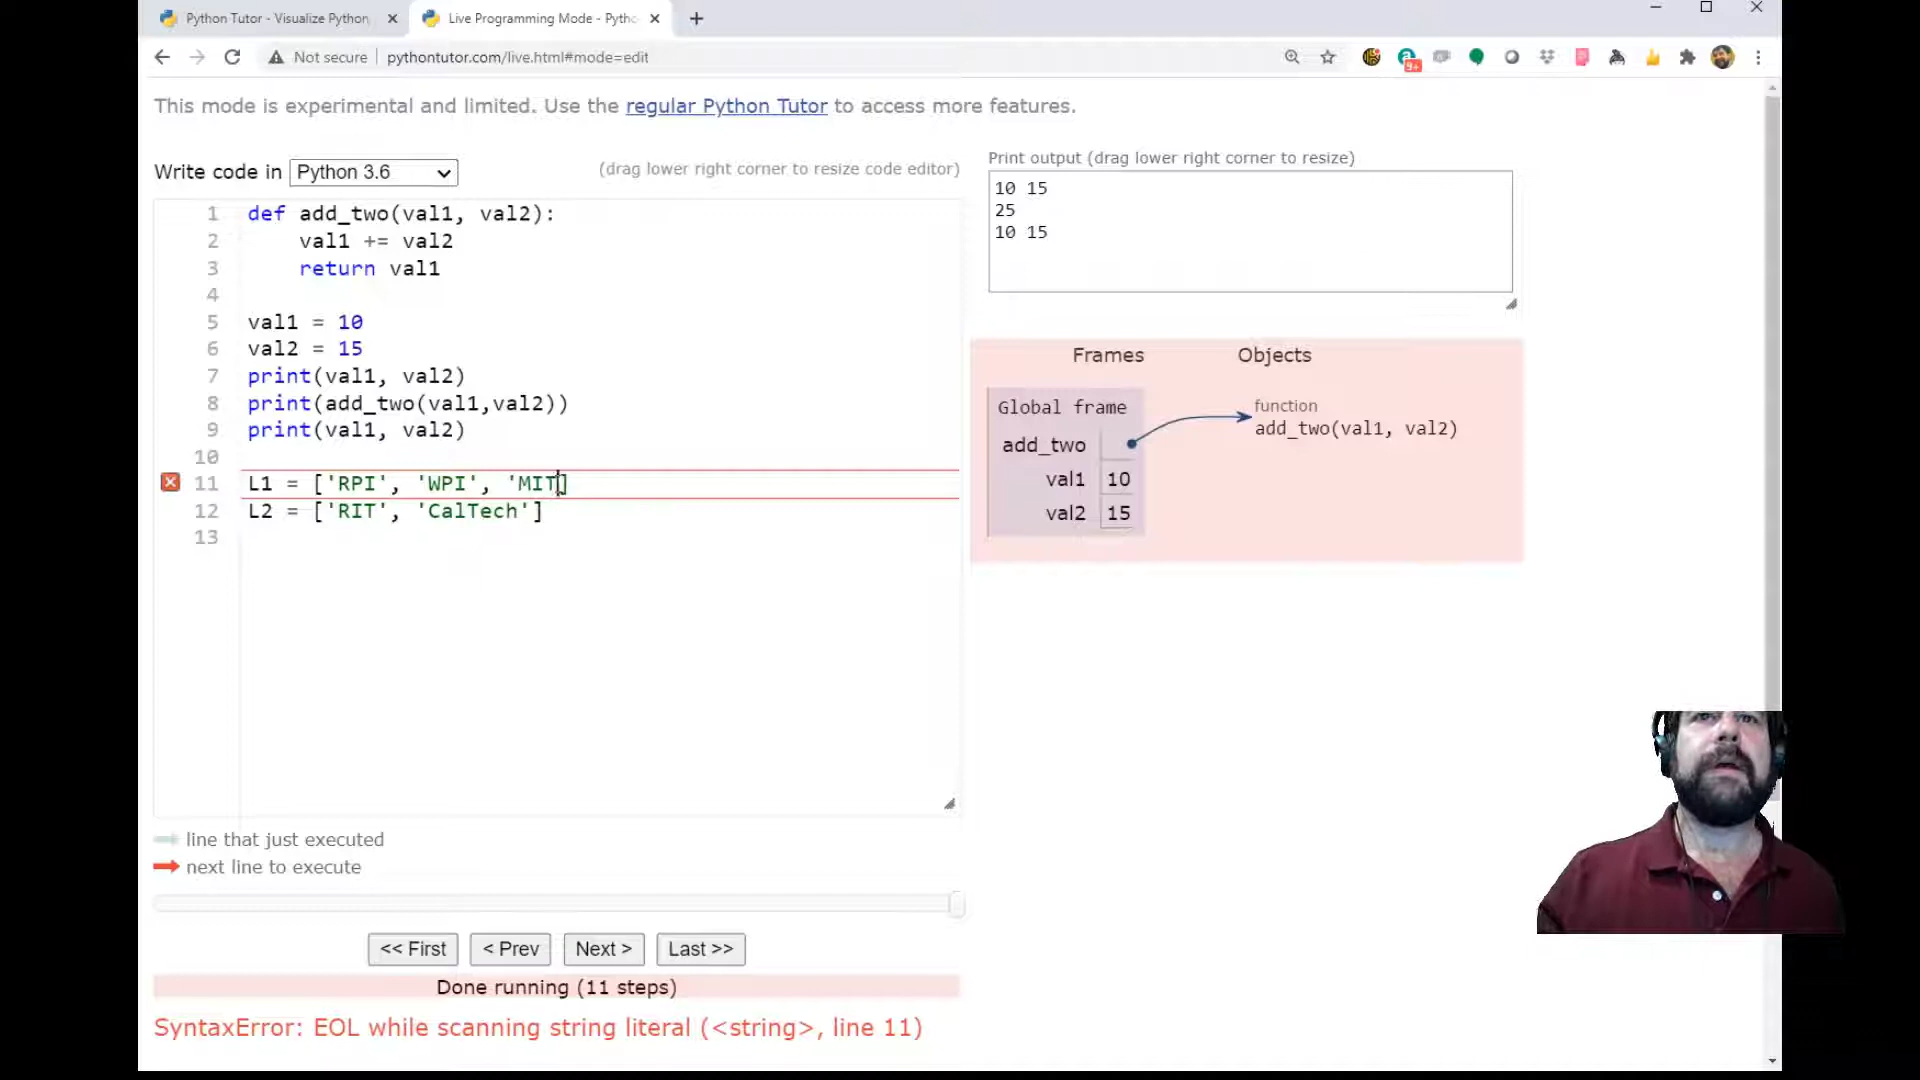 Python Tutor - Visualize Python
Live Programming Mode - Pytho
Not secure
pythontutor.com/live.html#mode=edit
9+
This mode is experimental and limited. Use the regular Python Tutor to access more features.
Write code in Python 3.6
(drag lower right corner to resize code editor)
1 def add_two(val1, val2):
2 val1 += val2
3 return val1
4
5 val1 = 10
6 val2 = 15
7 print(val1, val2)
8 print(add_two(val1,val2))
9 print(val1, val2)
10
11 L1 = ['RPI', 'WPI', 'MIT]
12 L2 = ['RIT', 'CalTech']
13
line that just executed
next line to execute
<< First
< Prev
Next >
Last >>
Done running (11 steps)
SyntaxError: EOL while scanning string literal (<string>, line 11)
Print output (drag lower right corner to resize)
10 15
25
10 15
Frames
Objects
Global frame
add_two
val1 10
val2 15
function
add_two(val1, val2)